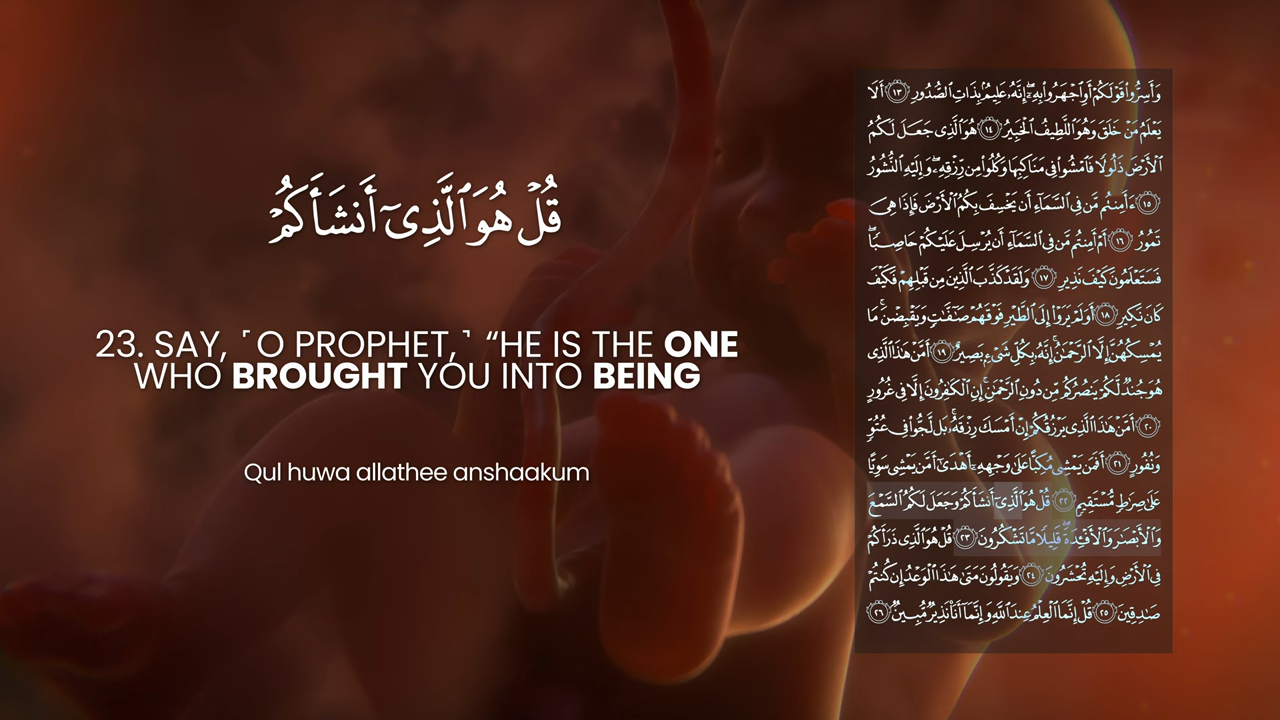 قُلْ هُوَ ٱلَّذِىٓ أَنشَأَكُمْ
23. SAY, ˹O PROPHET,˺ “HE IS THE ONE
WHO BROUGHT YOU INTO BEING
Qul huwa allathee anshaakum
وَأَسِرُّوا۟ قَوْلَكُمْ أَوِ ٱجْهَرُوا۟ بِهِۦٓ ۖ إِنَّهُۥ عَلِيمٌۢ بِذَاتِ ٱلصُّدُورِ ١٣ أَلَا
يَعْلَمُ مَنْ خَلَقَ وَهُوَ ٱللَّطِيفُ ٱلْخَبِيرُ ١٤ هُوَ ٱلَّذِى جَعَلَ لَكُمُ
ٱلْأَرْضَ ذَلُولًا فَٱمْشُوا۟ فِى مَنَاكِبِهَا وَكُلُوا۟ مِن رِّزْقِهِۦ ۖ وَإِلَيْهِ ٱلنُّشُورُ
١٥ ءَأَمِنتُم مَّن فِى ٱلسَّمَآءِ أَن يَخْسِفَ بِكُمُ ٱلْأَرْضَ فَإِذَا هِىَ
تَمُورُ ١٦ أَمْ أَمِنتُم مَّن فِى ٱلسَّمَآءِ أَن يُرْسِلَ عَلَيْكُمْ حَاصِبًا ۖ
فَسَتَعْلَمُونَ كَيْفَ نَذِيرِ ١٧ وَلَقَدْ كَذَّبَ ٱلَّذِينَ مِن قَبْلِهِمْ فَكَيْفَ
كَانَ نَكِيرِ ١٨ أَوَلَمْ يَرَوْا۟ إِلَى ٱلطَّيْرِ فَوْقَهُمْ صَٰٓفَّٰتٍ وَيَقْبِضْنَ ۚ مَا
يُمْسِكُهُنَّ إِلَّا ٱلرَّحْمَٰنُ ۚ إِنَّهُۥ بِكُلِّ شَىْءٍۭ بَصِيرٌ ١٩ أَمَّنْ هَٰذَا ٱلَّذِى
هُوَ جُندٌ لَّكُمْ يَنصُرُكُم مِّن دُونِ ٱلرَّحْمَٰنِ ۚ إِنِ ٱلْكَٰفِرُونَ إِلَّا فِى غُرُورٍ
٢٠ أَمَّنْ هَٰذَا ٱلَّذِى يَرْزُقُكُمْ إِنْ أَمْسَكَ رِزْقَهُۥ ۚ بَل لَّجُّوا۟ فِى عُتُوٍّ
وَنُفُورٍ ٢١ أَفَمَن يَمْشِى مُكِبًّا عَلَىٰ وَجْهِهِۦٓ أَهْدَىٰٓ أَمَّن يَمْشِى سَوِيًّا
عَلَىٰ صِرَٰطٍ مُّسْتَقِيمٍ ٢٢ قُلْ هُوَ ٱلَّذِىٓ أَنشَأَكُمْ وَجَعَلَ لَكُمُ ٱلسَّمْعَ
وَٱلْأَبْصَٰرَ وَٱلْأَفْـِٔدَةَ ۖ قَلِيلًا مَّا تَشْكُرُونَ ٢٣ قُلْ هُوَ ٱلَّذِى ذَرَأَكُمْ
فِى ٱلْأَرْضِ وَإِلَيْهِ تُحْشَرُونَ ٢٤ وَيَقُولُونَ مَتَىٰ هَٰذَا ٱلْوَعْدُ إِن كُنتُمْ
صَٰدِقِينَ ٢٥ قُلْ إِنَّمَا ٱلْعِلْمُ عِندَ ٱللَّهِ وَإِنَّمَآ أَنَا۠ نَذِيرٌ مُّبِينٌ ٢٦